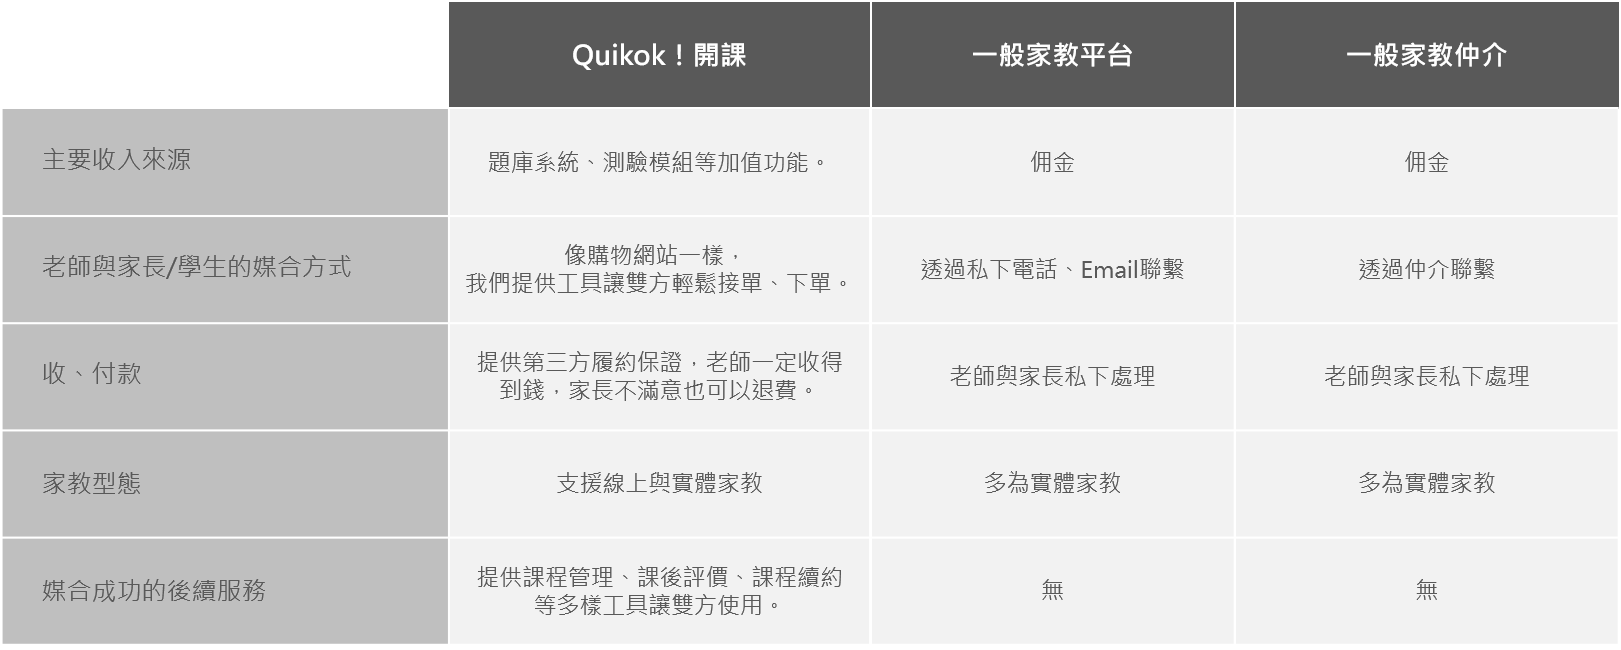 Quikok！開課
一般家教平台
一般家教仲介
主要收入來源
題庫系統、測驗模組等加值功能。
佣金
佣金
老師與家長/學生的媒合方式
像購物網站一樣，
我們提供工具讓雙方輕鬆接單、下單。
透過私下電話、Email聯繫
透過仲介聯繫
收、付款
提供第三方履約保證，老師一定收得
到錢，家長不滿意也可以退費。
老師與家長私下處理
老師與家長私下處理
家教型態
支援線上與實體家教
多為實體家教
多為實體家教
媒合成功的後續服務
提供課程管理、課後評價、課程續約
等多樣工具讓雙方使用。
無
無